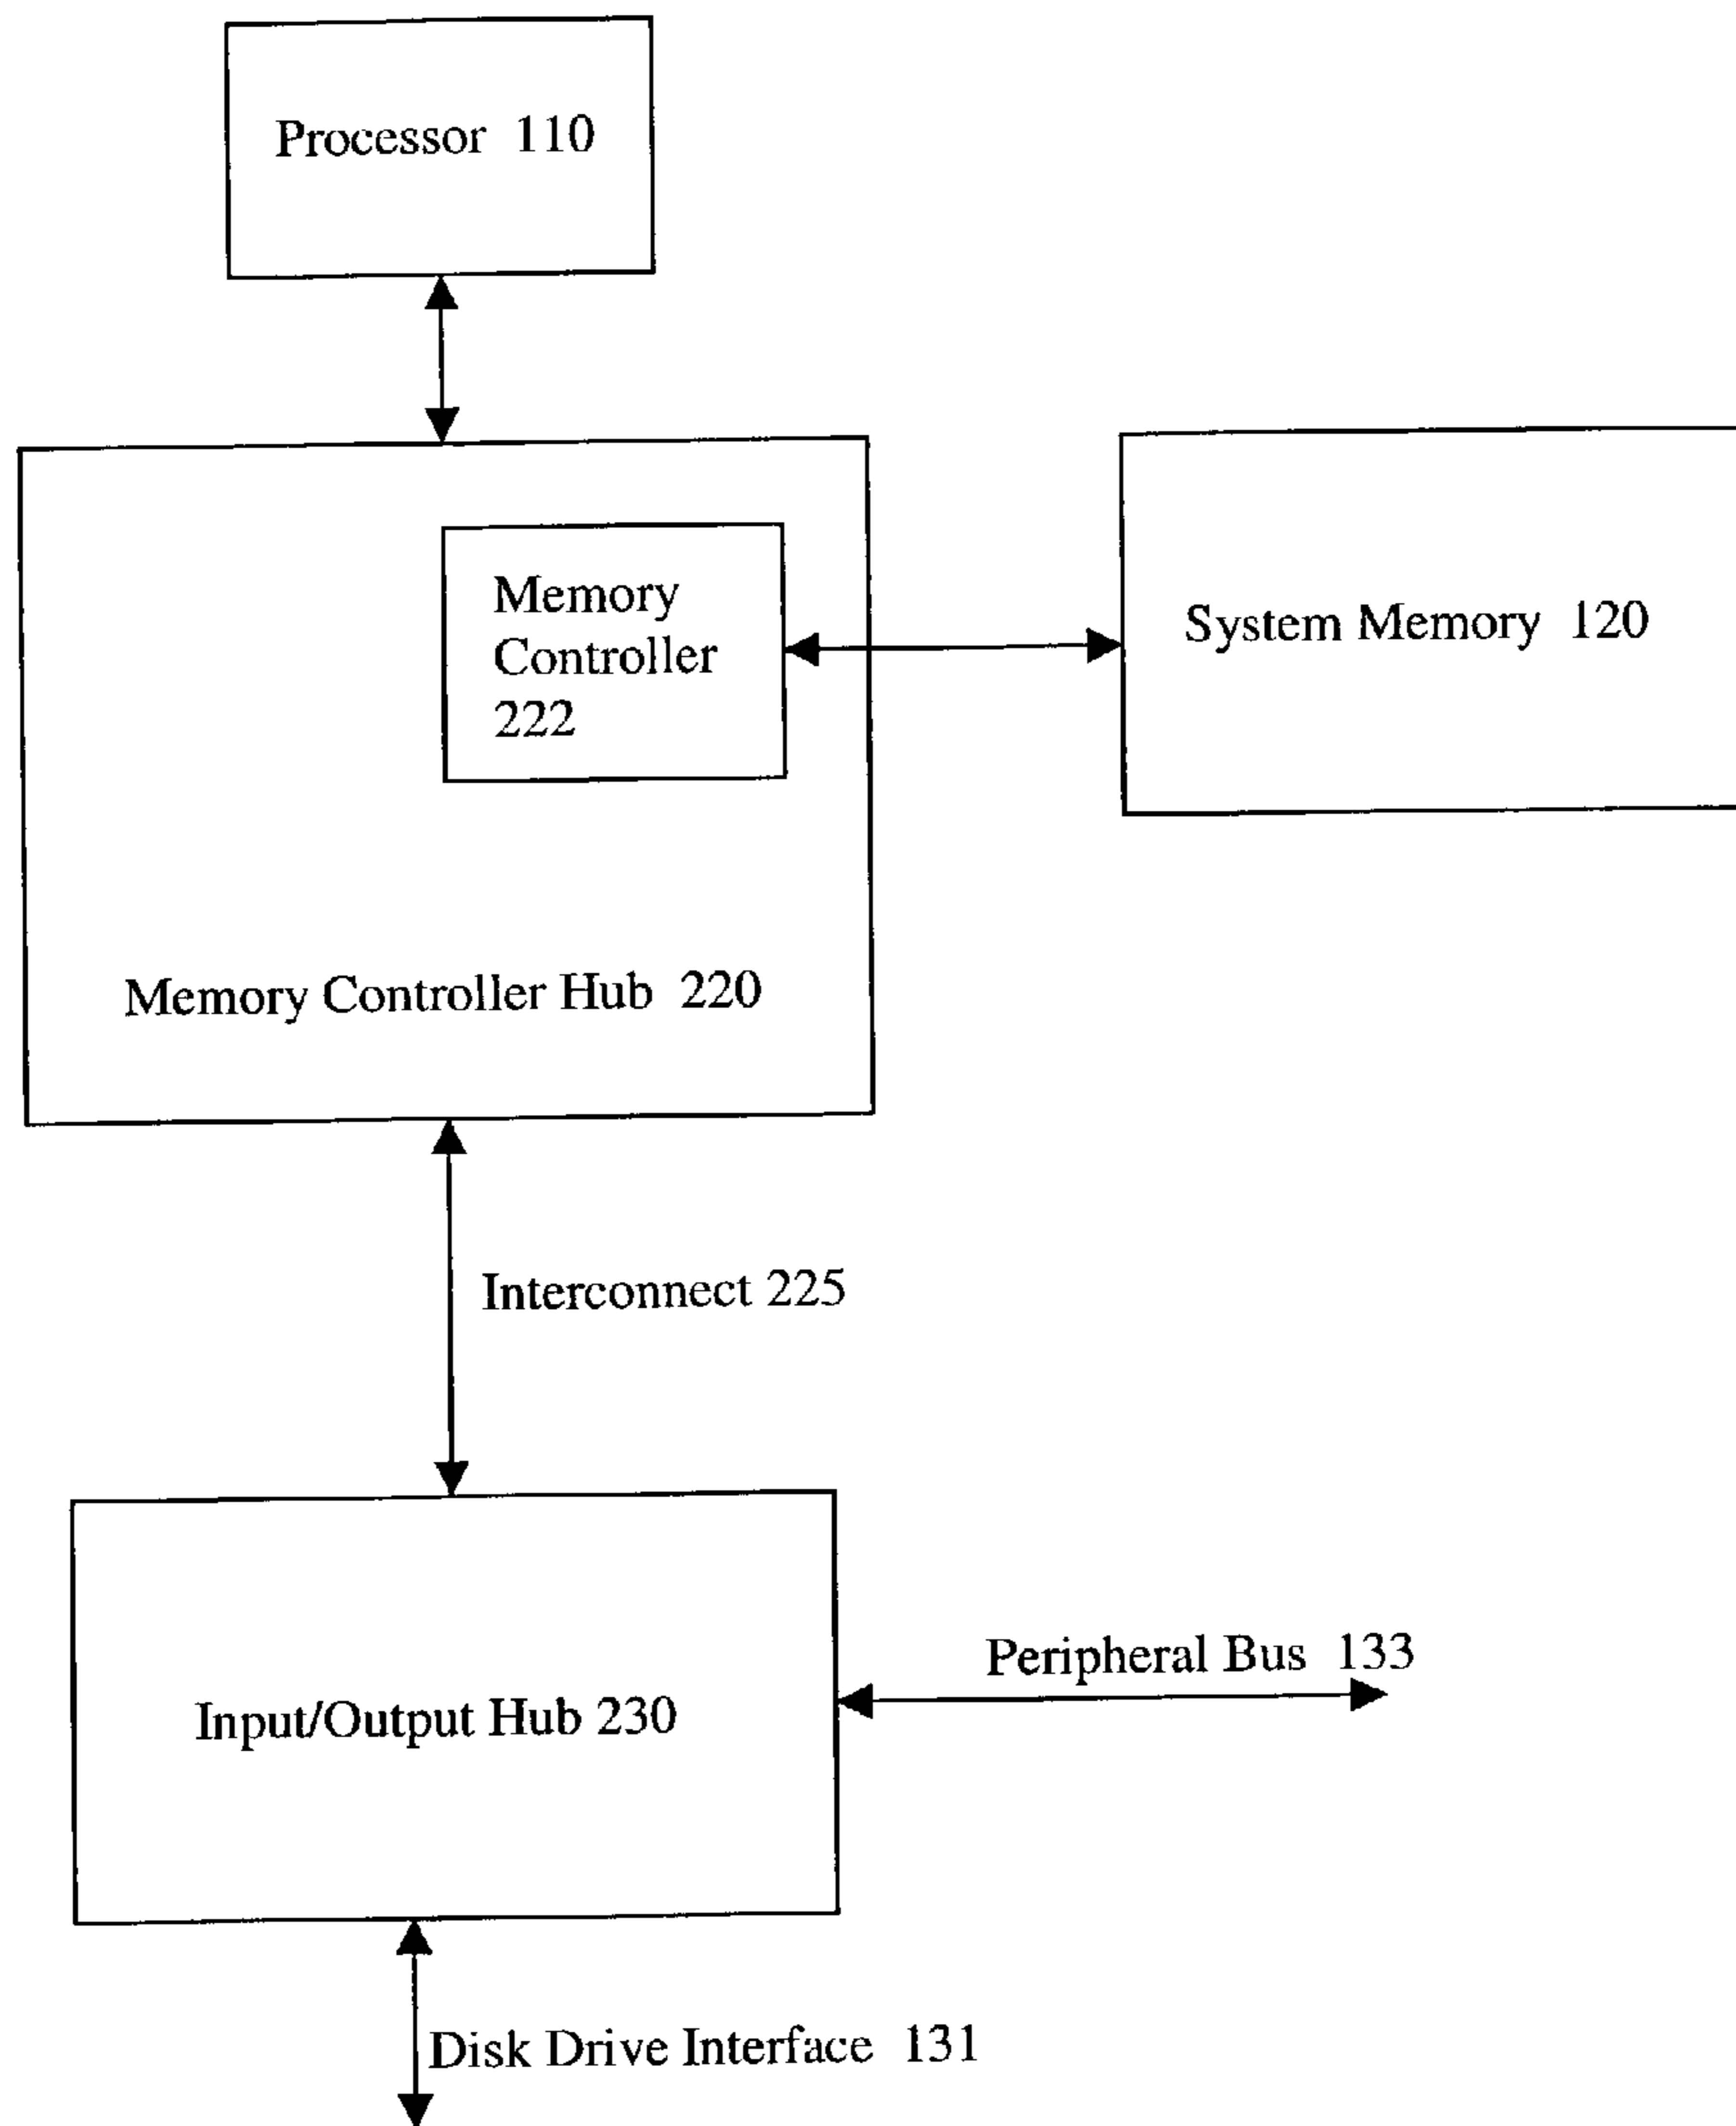 Processor 110
Memory
Controller
222
System Memory 120
Memory Controller Hub 220
Interconnect 225
Peripheral Bus 133
Input/Output Hub 230
Disk Drive Interface 131